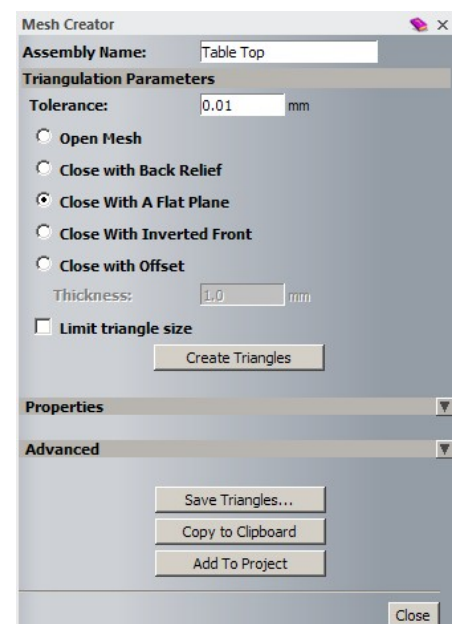 Mesh Creator
Assembly Name: Table Top
Triangulation Parameters
Tolerance: 0.01 mm
Open Mesh
Close with Back Relief
Close With A Flat Plane
Close With Inverted Front
Close with Offset
Thickness: 1.0 mm
Limit triangle size
Create Triangles
Properties
Advanced
Save Triangles...
Copy to Clipboard
Add To Project
Close